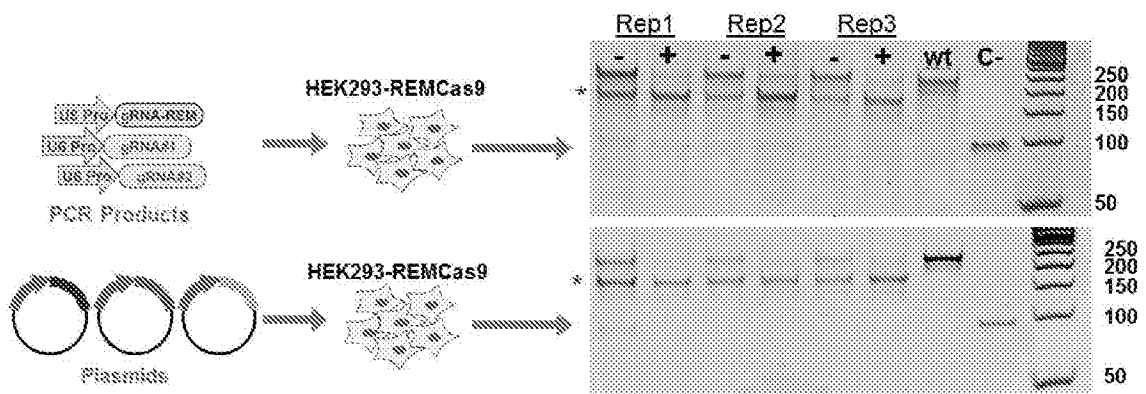 Rep1 Rep2 Rep3
- + - + - + wt C-
HEK293-REMCas9
250
*
200
U6 Pro gRNA-REM
150
U6 Pro gRNA#1
100
U6 Pro gRNA#2
PCR Products
50
HEK293-REMCas9
250
200
*
150
100
Plasmids
50